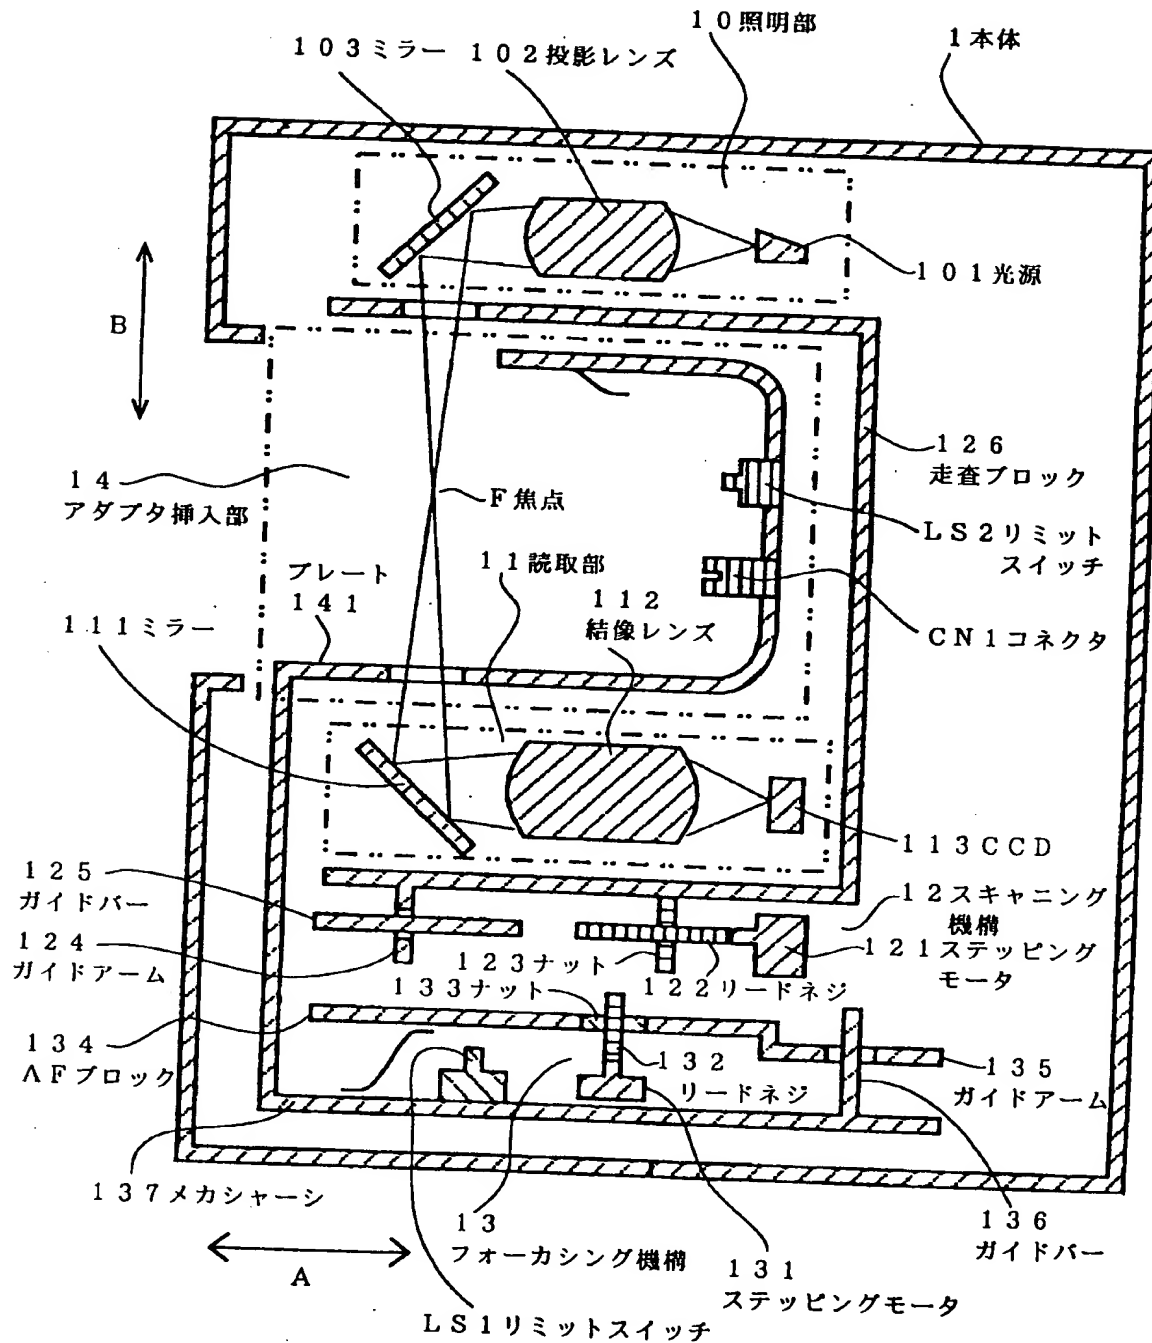 10照明部
103ミラー
102投影レンズ
1本体
101光源
B
126
走査ブロック
14
アダプタ挿入部
F焦点
LS2リミット
スイッチ
プレート
141
11読取部
112
結像レンズ
111ミラー
CN1コネクタ
113CCD
125
ガイドバー
12スキャニング
機構
124
ガイドアーム
123ナット
121ステッピング
モータ
133ナット
122リードネジ
134
AFブロック
132
リードネジ
135
ガイドアーム
137メカシャーシ
13
フォーカシング機構
136
ガイドバー
131
ステッピングモータ
A
LS1リミットスイッチ